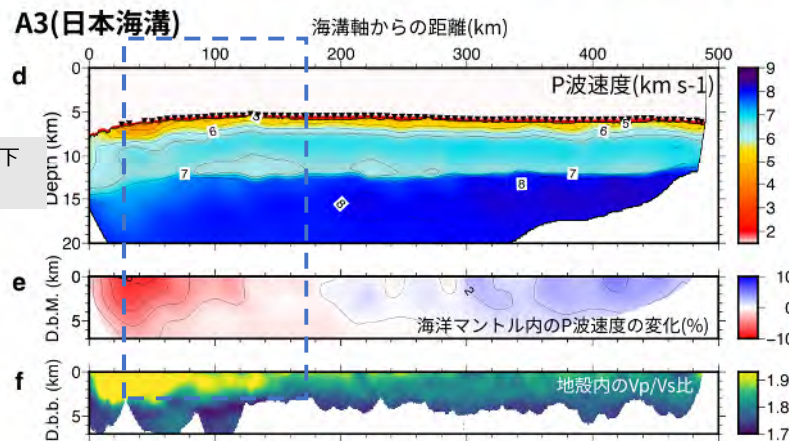 A3(日本海溝)
海溝軸からの距離(km)
0 100 200 300 400 500
d
P波速度(km s-1)
0
5
10
15
20
Depth (km)
下
5
6
6
5
7
7
8
8
9
8
7
6
5
4
3
2
e
0
5
D.b.M. (km)
2
海洋マントル内のP波速度の変化(%)
10
0
−10
f
0
5
D.b.b. (km)
地殻内のVp/Vs比
1.9
1.8
1.7